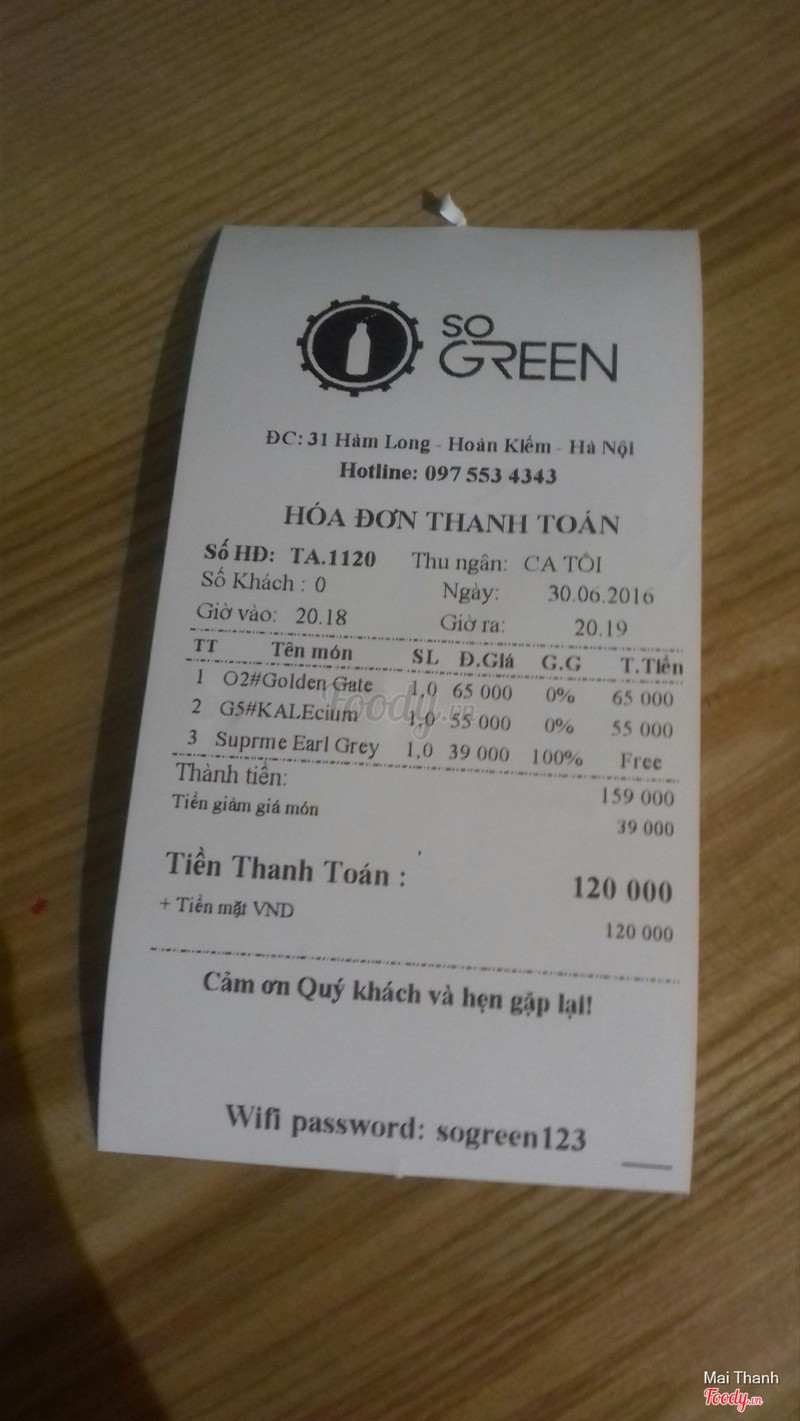 SO
GREEN
ĐC: 31 Hàm Long - Hoàn Kiếm - Hà Nội
Hotline: 097 553 4343
HÓA ĐƠN THANH TOÁN
Số HĐ: TA.1120 Thu ngân: CA TỐI
Số Khách : 0 Ngày: 30.06.2016
Giờ vào: 20.18 Giờ ra: 20.19
TT Tên món SL Đ.Giá G.G T.Tiền
1 O2#Golden Gate 1,0 65 000 0% 65 000
2 G5#KALEcium 1,0 55 000 0% 55 000
3 Suprme Earl Grey 1,0 39 000 100% Free
Thành tiền: 159 000
Tiền giảm giá món 39 000
Tiền Thanh Toán : 120 000
+ Tiền mặt VND 120 000
Cảm ơn Quý khách và hẹn gặp lại!
Wifi password: sogreen123
Foody.vn
Mai Thanh
Foody.vn